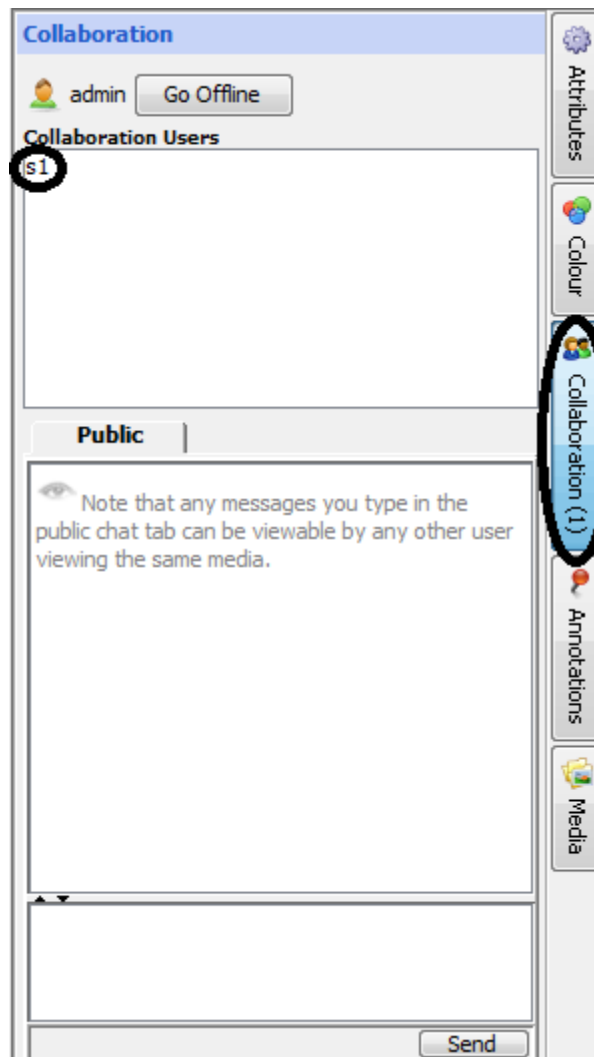 Collaboration
admin
Go Offline
Collaboration Users
s1
Public
Note that any messages you type in the
public chat tab can be viewable by any other user
viewing the same media.
Send
Attributes
Colour
Collaboration (1)
Annotations
Media